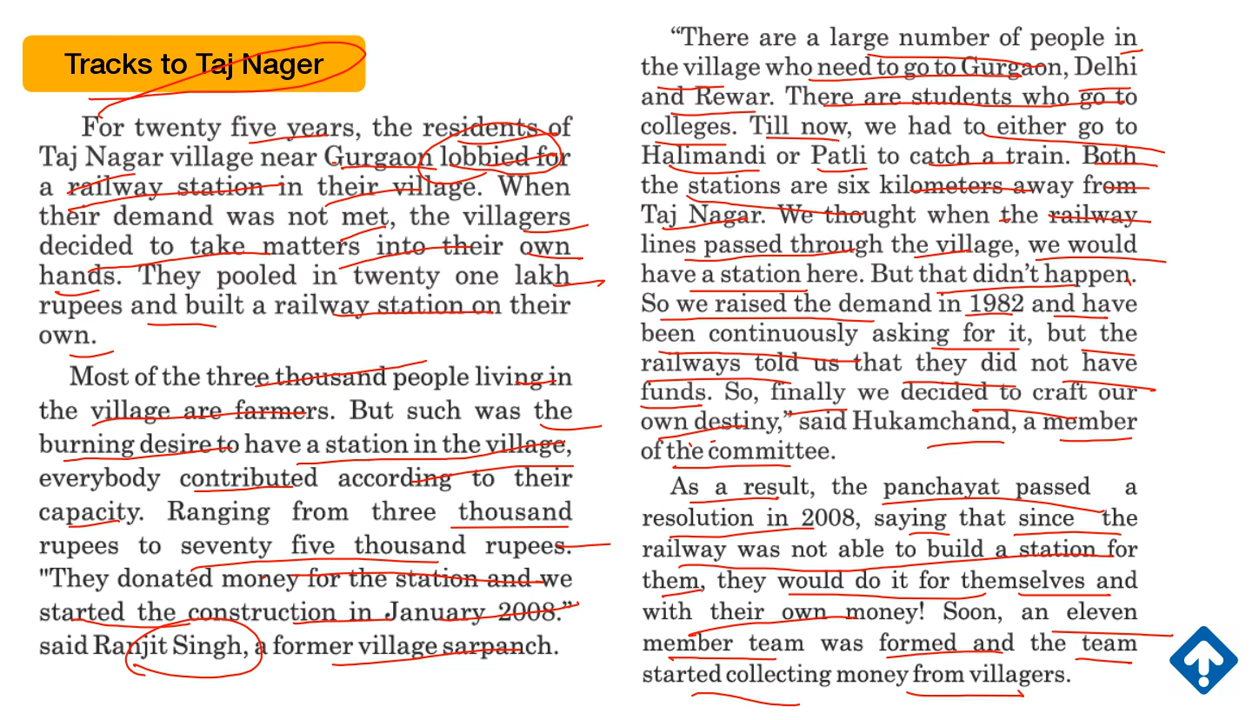 Tracks to Taj Nager
For twenty five years, the residents of
Taj Nagar village near Gurgaon lobbied for
a railway station in their village. When
their demand was not met, the villagers
decided to take matters into their own
hands. They pooled in twenty one lakh
rupees and built a railway station on their
own.
Most of the three thousand people living in
the village are farmers. But such was the
burning desire to have a station in the village,
everybody contributed according to their
capacity. Ranging from three thousand
rupees to seventy five thousand rupees.
"They donated money for the station and we
started the construction in January 2008.”
said Ranjit Singh, a former village sarpanch.
“There are a large number of people in
the village who need to go to Gurgaon, Delhi
and Rewar. There are students who go to
colleges. Till now, we had to either go to
Halimandi or Patli to catch a train. Both
the stations are six kilometers away from
Taj Nagar. We thought when the railway
lines passed through the village, we would
have a station here. But that didn't happen.
So we raised the demand in 1982 and have
been continuously asking for it, but the
railways told us that they did not have
funds. So, finally we decided to craft our
own destiny,” said Hukamchand, a member
of the committee.
As a result, the panchayat passed a
resolution in 2008, saying that since the
railway was not able to build a station for
them, they would do it for themselves and
with their own money! Soon, an eleven
member team was formed and the team
started collecting money from villagers.